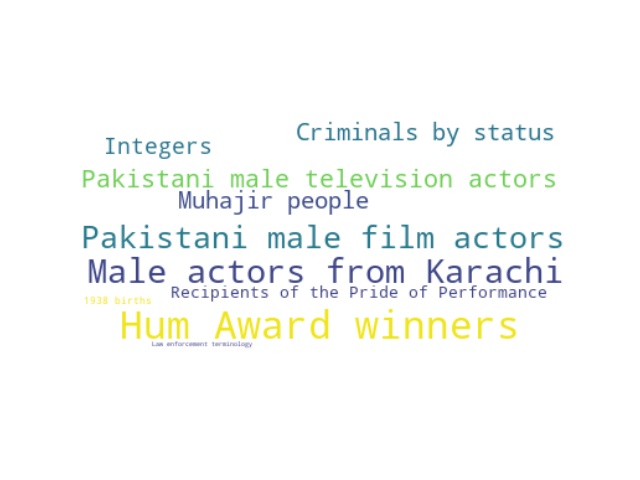 Criminals by status
Integers
Pakistani male television actors
Muhajir people
Pakistani male film actors
Male actors from Karachi
Recipients of the Pride of Performance
1938 births
Hum Award winners
Law enforcement terminology